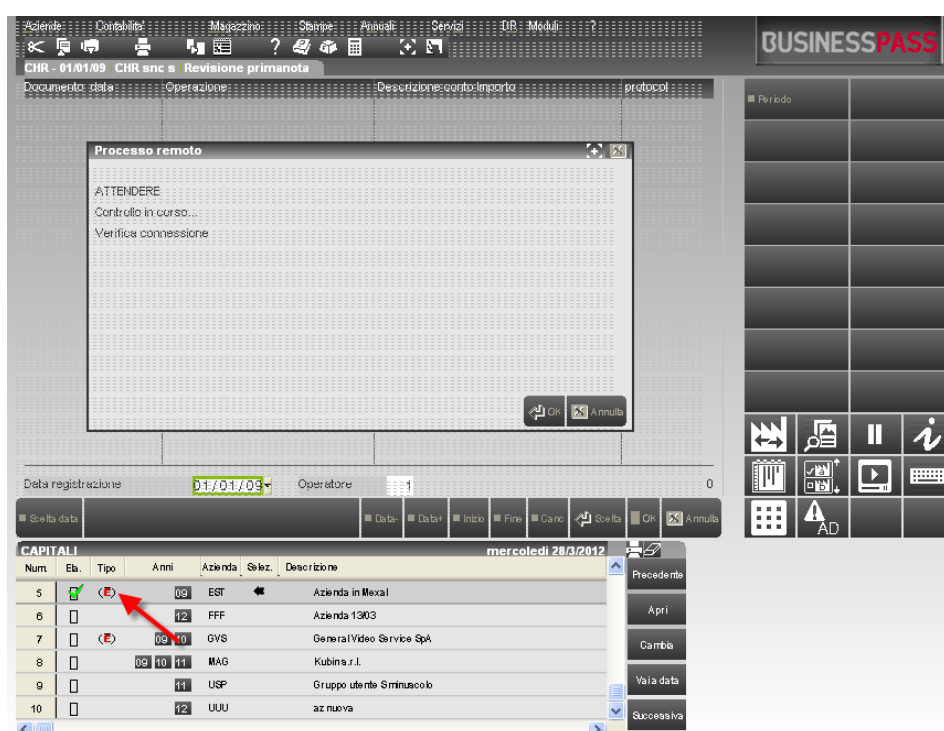 Aziende Contabilita' Magazzino Stampe Annuali Servizi DR Moduli ?
BUSINESSPASS
CHR - 01/01/09 CHR snc s Revisione primanota
Documento data Operazione Descrizione conto Importo protocol
Periodo
Processo remoto
ATTENDERE
Controllo in corso...
Verifica connessione
OK Annulla
Data registrazione 01/01/09 Operatore 1 0
Scelta data Data- Data+ Inizio Fine Canc Scelta OK Annulla
AD
CAPITALI mercoledì 28/3/2012
Num. Ela. Tipo Anni Azienda Selez. Descrizione
Precedente
5 (E) 09 EST Azienda in Mexal
Apri
6 12 FFF Azienda 13/03
7 (E) 09 10 GVS General Video Service SpA
Cambia
8 09 10 11 MAG Kubin s.r.l.
9 11 USP Gruppo utente Sminuscolo
Vai a data
10 12 UUU az nuova
Successiva